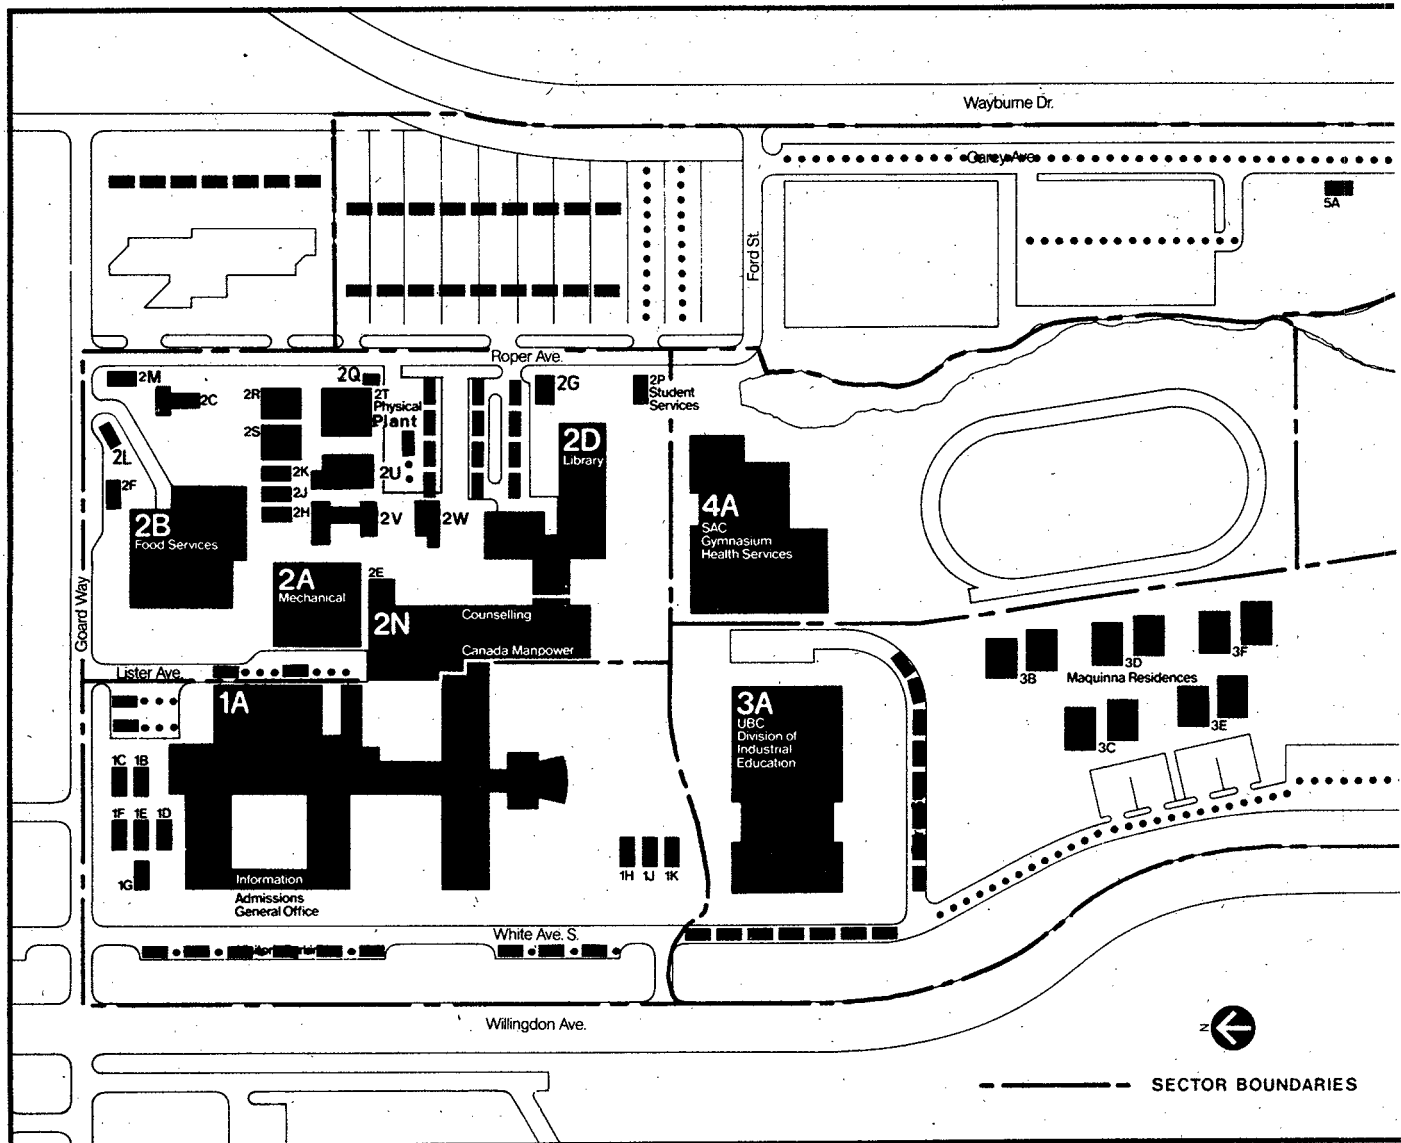 Wayburne Dr.
Carey Ave.
5A
Ford St.
Roper Ave.
2M
2C
2L
2F
2R
2S
2K
2J
2H
2Q
2T
Physical
Plant
2U
2V
2W
2G
2P
Student
Services
2D
Library
2B
Food Services
2A
Mechanical
2E
2N
Counselling
Canada Manpower
4A
SAC
Gymnasium
Health Services
Goard Way
Lister Ave.
1A
1C
1B
1F
1E
1D
1G
Information
Admissions
General Office
1H
1J
1K
3A
UBC
Division of
Industrial
Education
3B
3D
3F
Maquinna Residences
3C
3E
White Ave. S.
Willingdon Ave.
N
SECTOR BOUNDARIES